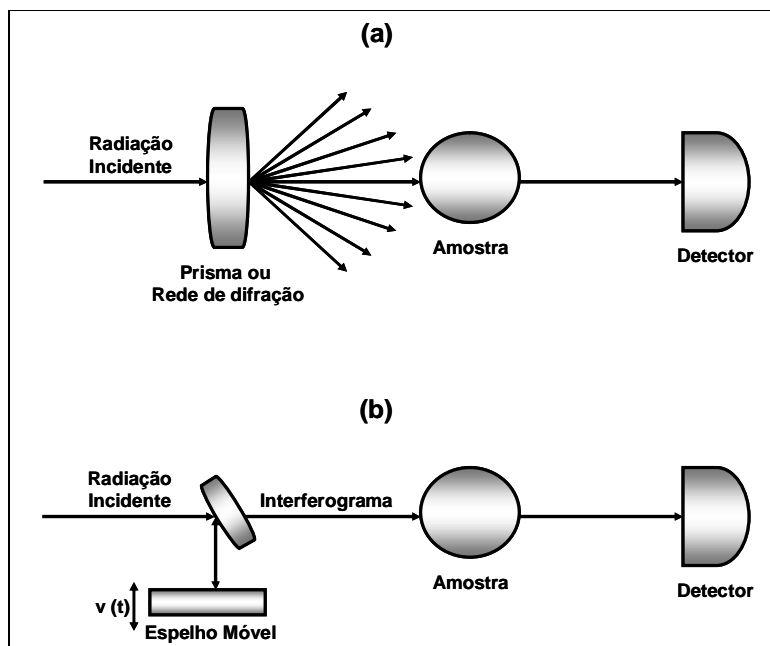 (a)
Radiação
Incidente
Amostra
Detector
Prisma ou
Rede de difração
(b)
Radiação
Incidente
Interferograma
Amostra
Detector
v (t)
Espelho Móvel